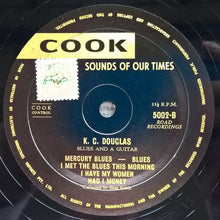 COOK
SOUNDS OF OUR TIMES
33⅓ R.P.M.
COOK
CONTROL
5002-B
ROAD
RECORDINGS
K. C. DOUGLAS
BLUES AND A GUITAR
MERCURY BLUES — BLUES
I MET THE BLUES THIS MORNING
I HAVE MY WOMEN
HAD I MONEY